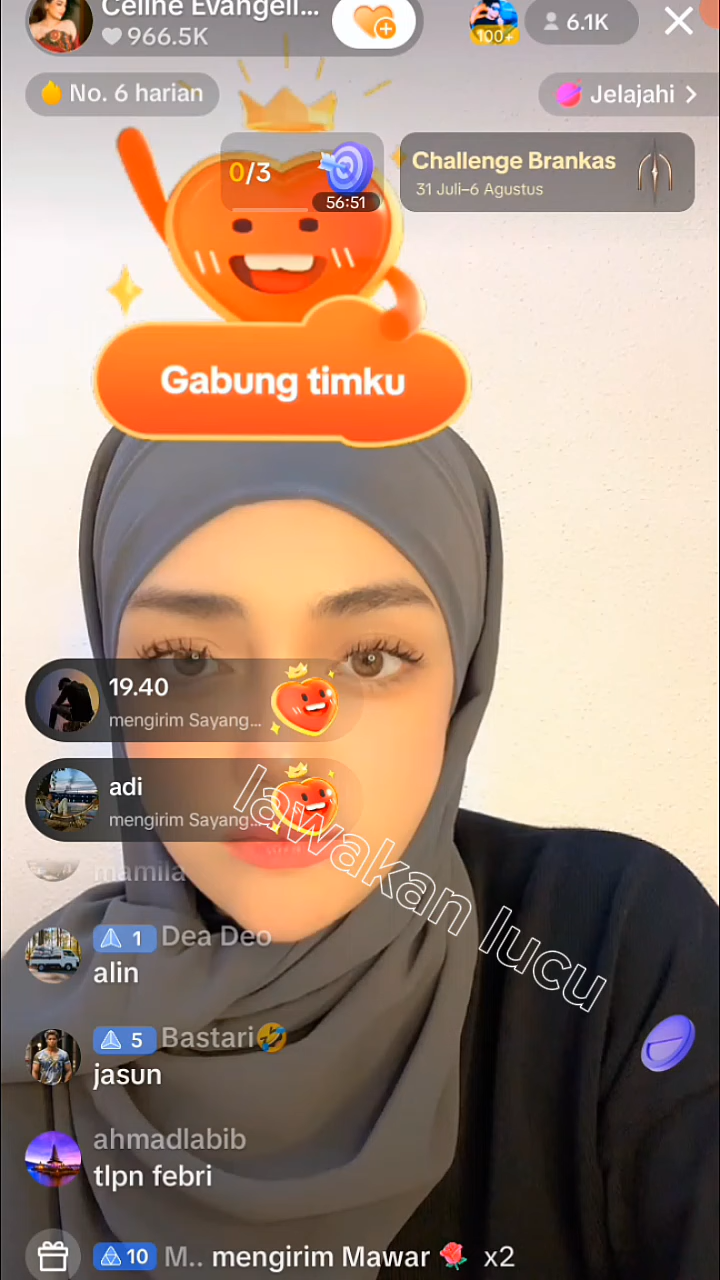 Celine Evangeli...
966.5K
100+
6.1K
No. 6 harian
Jelajahi
0/3
56:51
Challenge Brankas
31 Juli–6 Agustus
Gabung timku
19.40
mengirim Sayang...
adi
mengirim Sayang...
lawakan lucu
mamila
1 Dea Deo
alin
5 Bastari🤣
jasun
ahmadlabib
tlpn febri
10 M.. mengirim Mawar 🌹 x2